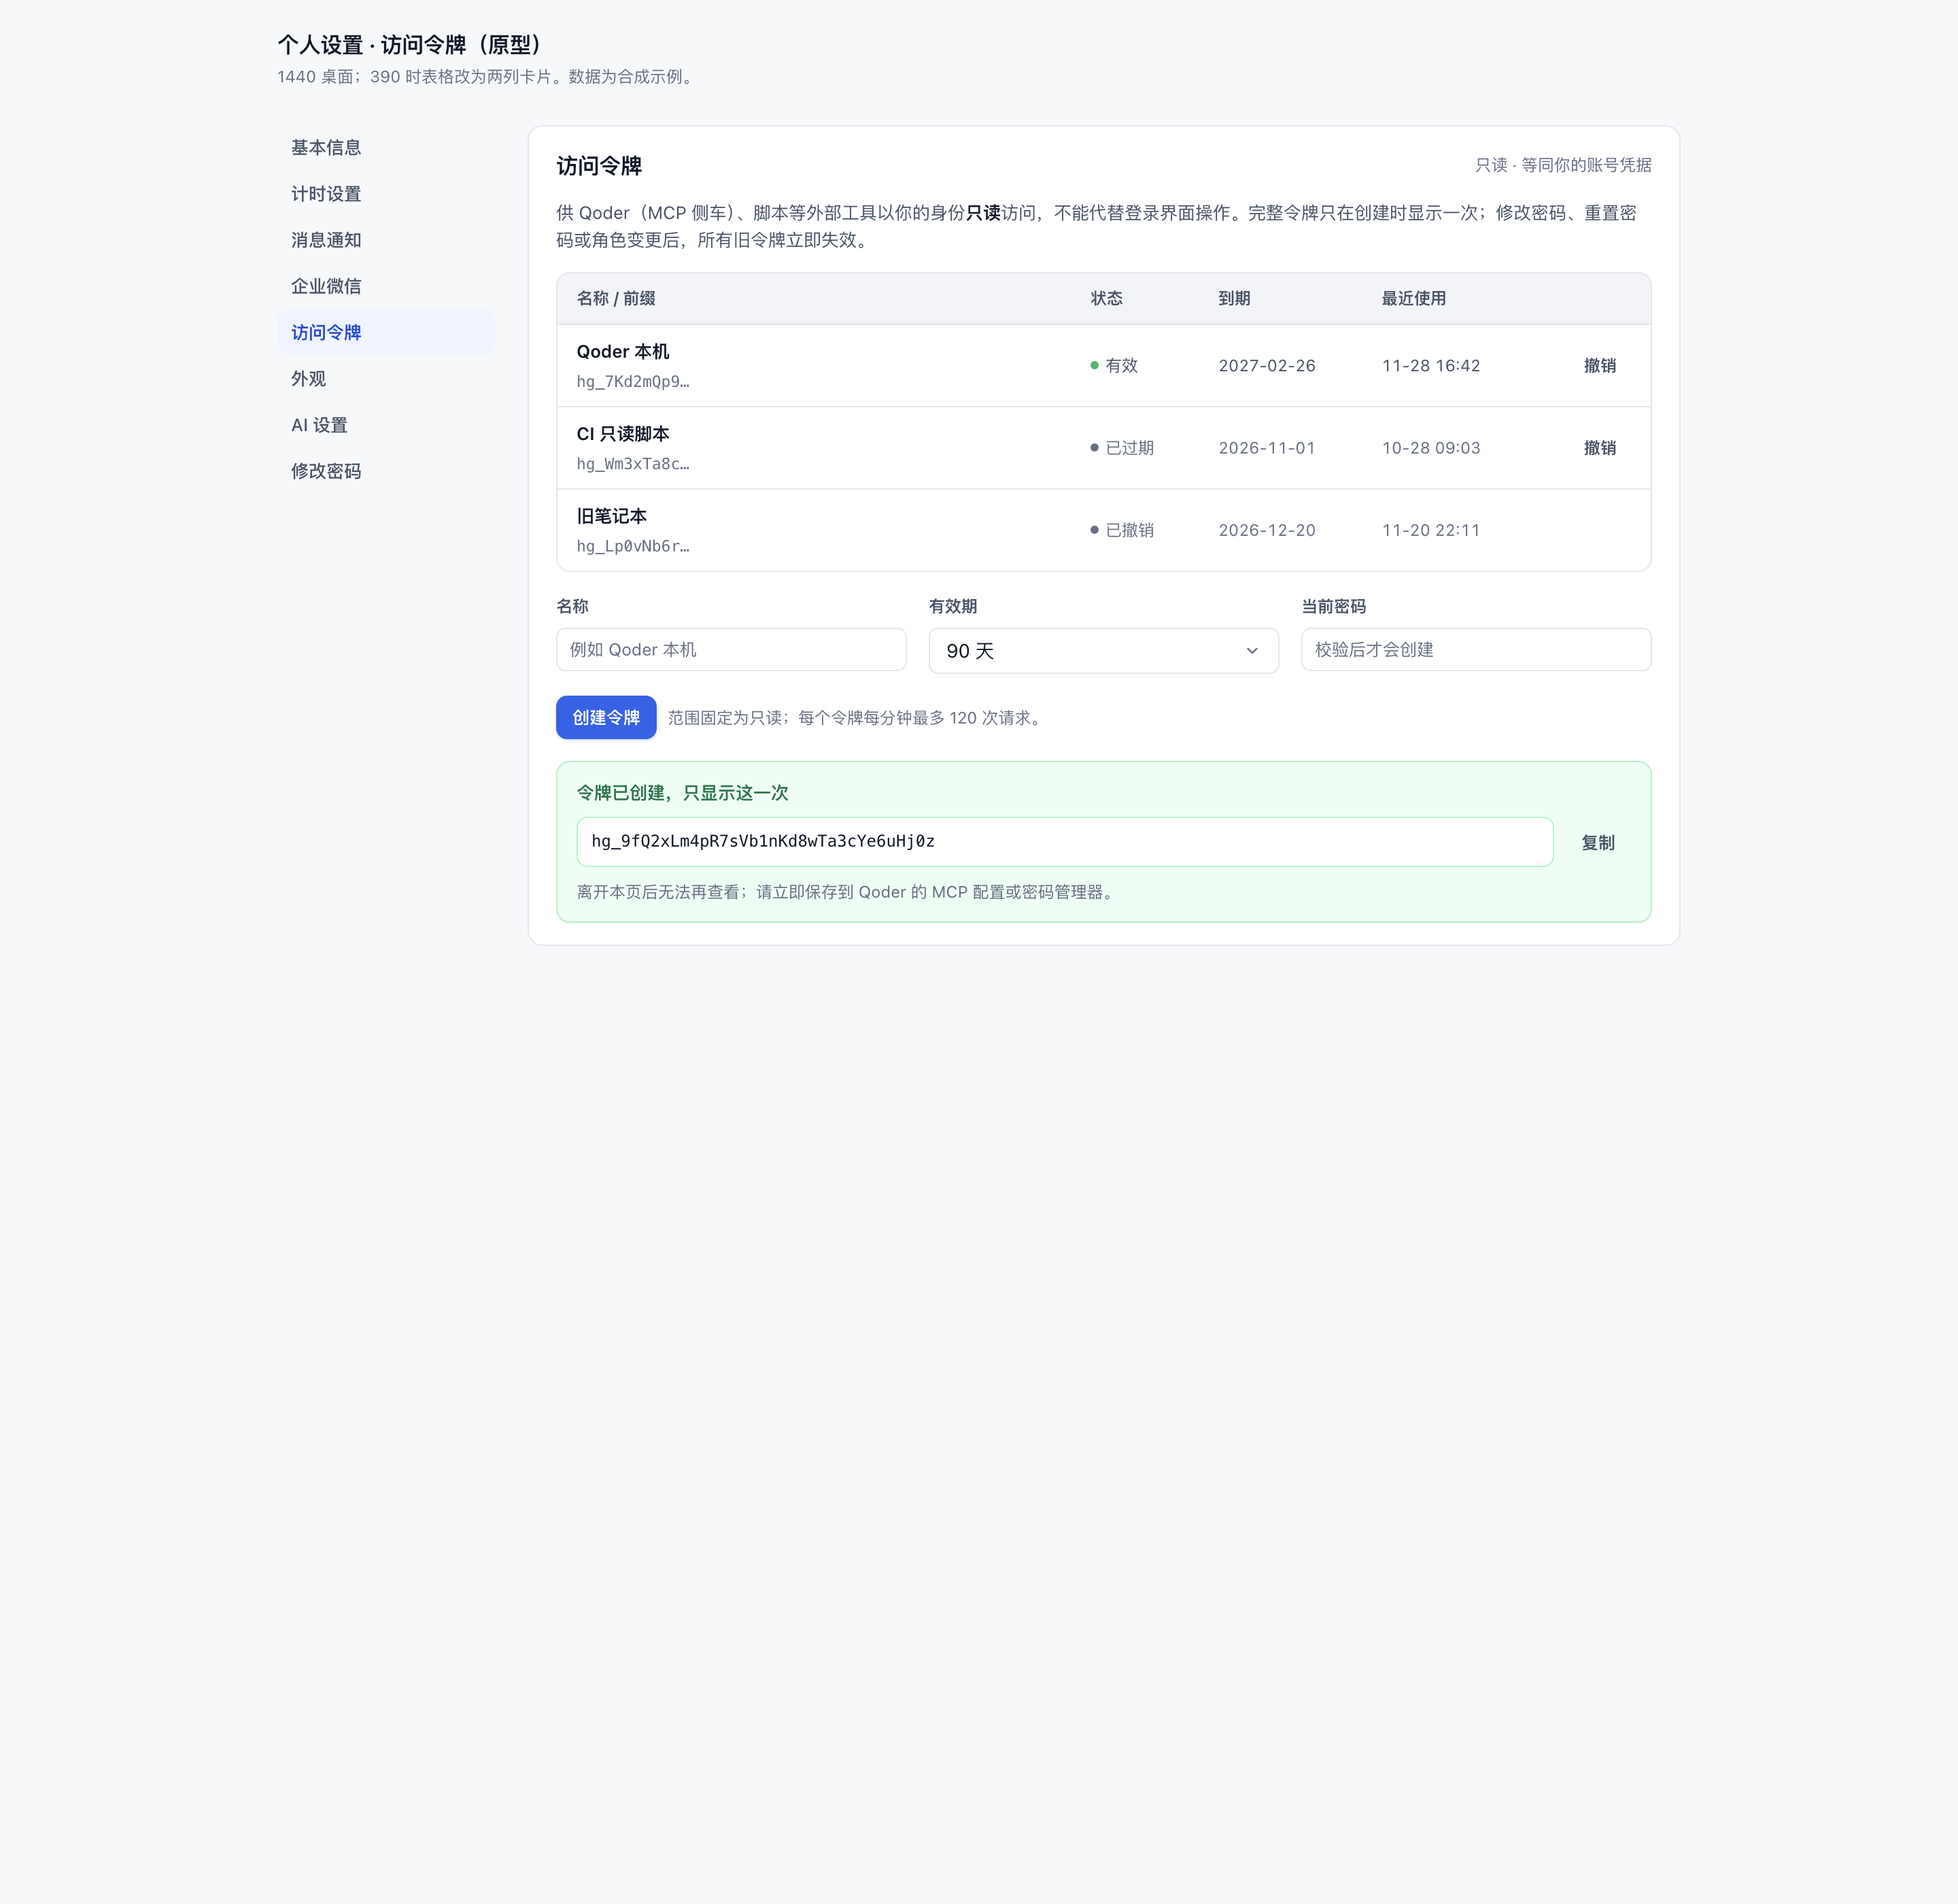 个人设置 · 访问令牌（原型）
1440 桌面；390 时表格改为两列卡片。数据为合成示例。
基本信息
计时设置
消息通知
企业微信
访问令牌
外观
AI 设置
修改密码
访问令牌
只读 · 等同你的账号凭据
供 Qoder（MCP 侧车）、脚本等外部工具以你的身份只读访问，不能代替登录界面操作。完整令牌只在创建时显示一次；修改密码、重置密
码或角色变更后，所有旧令牌立即失效。
名称 / 前缀 状态 到期 最近使用
Qoder 本机
hg_7Kd2mQp9…
有效 2027-02-26 11-28 16:42 撤销
CI 只读脚本
hg_Wm3xTa8c…
已过期 2026-11-01 10-28 09:03 撤销
旧笔记本
hg_Lp0vNb6r…
已撤销 2026-12-20 11-20 22:11
名称 有效期 当前密码
例如 Qoder 本机 90 天 校验后才会创建
创建令牌 范围固定为只读；每个令牌每分钟最多 120 次请求。
令牌已创建，只显示这一次
hg_9fQ2xLm4pR7sVb1nKd8wTa3cYe6uHj0z 复制
离开本页后无法再查看；请立即保存到 Qoder 的 MCP 配置或密码管理器。